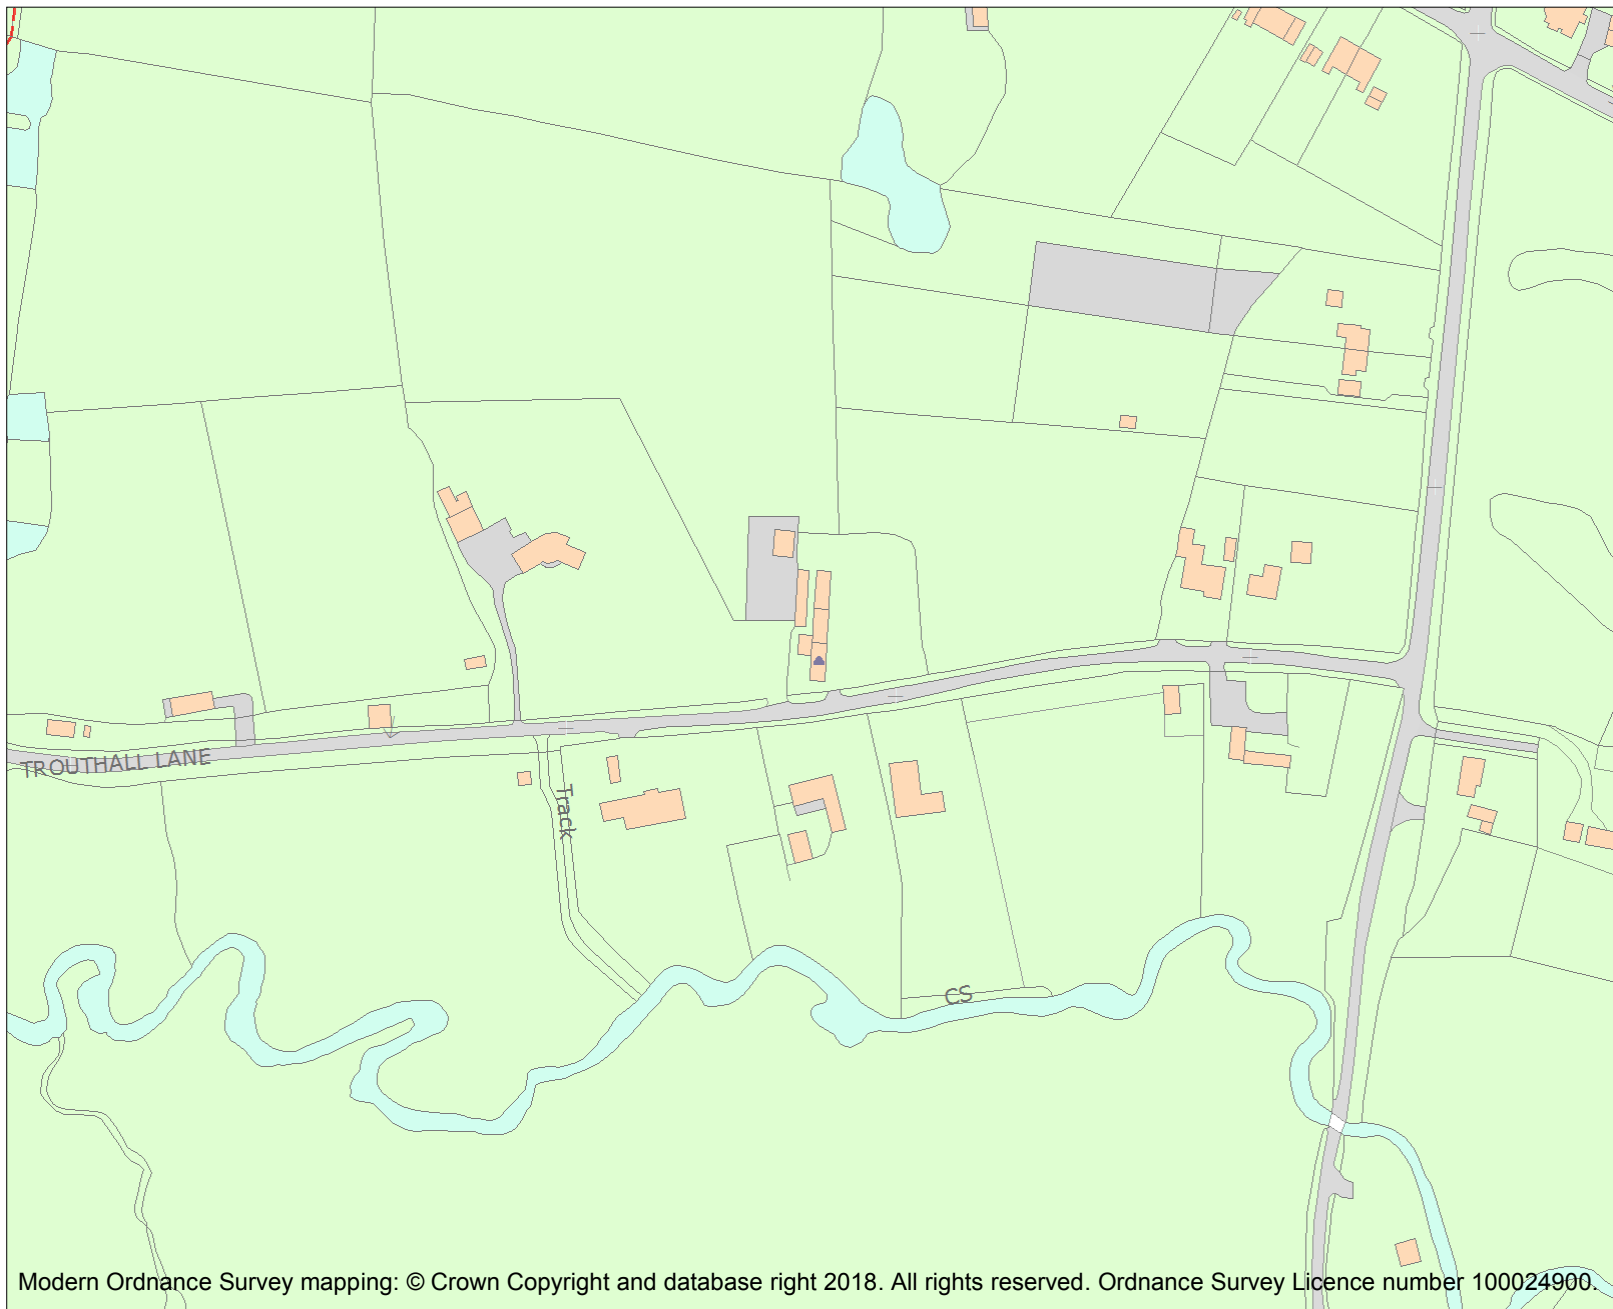 TROUTHALL LANE
Track
CS
Modern Ordnance Survey mapping: © Crown Copyright and database right 2018. All rights reserved. Ordnance Survey Licence number 100024900.